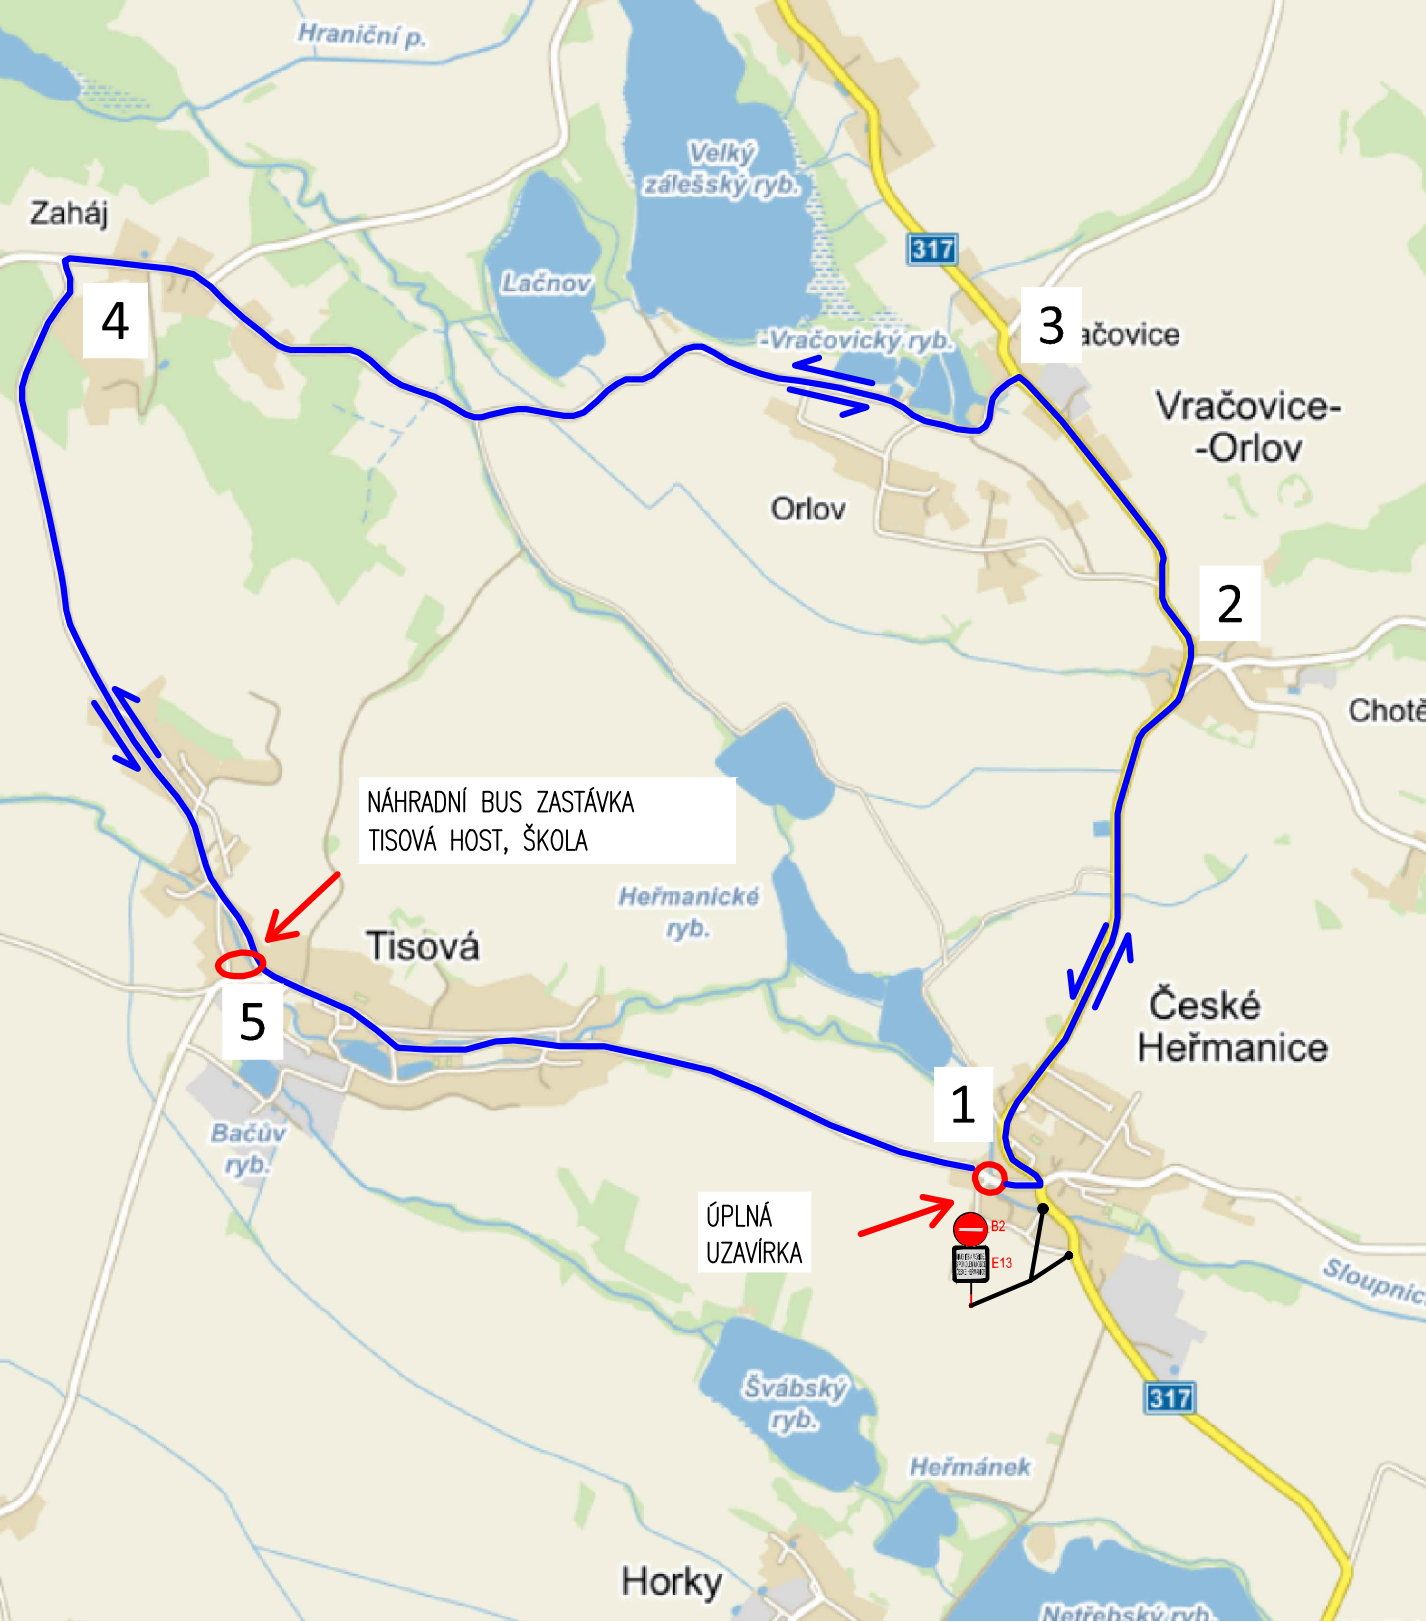 Hraniční p.
Velký
zálešský ryb.
Zaháj
317
Lačnov
4
3
-Vračovický ryb.
ačovice
Vračovice-
-Orlov
Orlov
2
Chotě
NÁHRADNÍ BUS ZASTÁVKA
TISOVÁ HOST, ŠKOLA
Heřmanické
ryb.
Tisová
5
České
Heřmanice
1
Bačův
ryb.
ÚPLNÁ
UZAVÍRKA
B2
E13
Sloupnic
Švábský
ryb.
317
Heřmánek
Horky
Netřebský ryb.